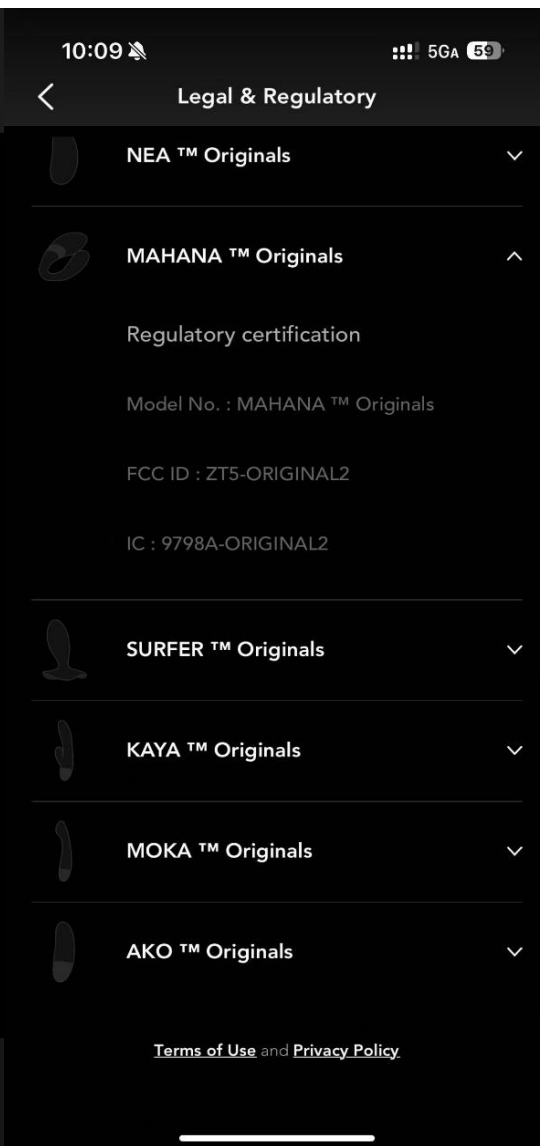 10:09 5GA 59
Legal & Regulatory
NEA ™ Originals
MAHANA ™ Originals
Regulatory certification
Model No. : MAHANA ™ Originals
FCC ID : ZT5-ORIGINAL2
IC : 9798A-ORIGINAL2
SURFER ™ Originals
KAYA ™ Originals
MOKA ™ Originals
AKO ™ Originals
Terms of Use and Privacy Policy